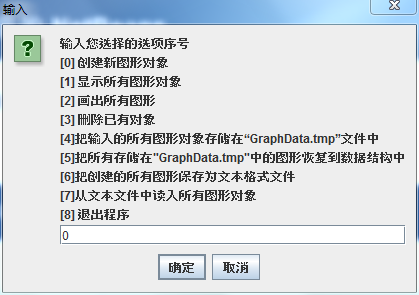 输入
输入您选择的选项序号
[0] 创建新图形对象
[1] 显示所有图形对象
[2] 画出所有图形
[3] 删除已有对象
[4]把输入的所有图形对象存储在“GraphData.tmp”文件中
[5]把所有存储在"GraphData.tmp"中的图形恢复到数据结构中
[6]把创建的所有图形保存为文本格式文件
[7]从文本文件中读入所有图形对象
[8] 退出程序
0
确定 取消